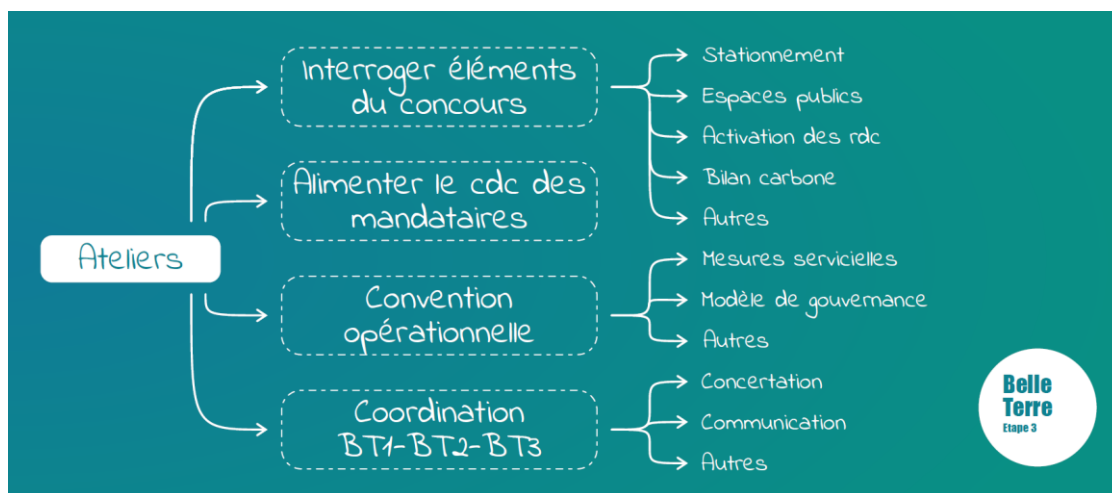 Ateliers
Interroger éléments
du concours
Stationnement
Espaces publics
Activation des rdc
Bilan carbone
Autres
Alimenter le cdc des
mandataires
Convention
opérationnelle
Mesures servicielles
Modèle de gouvernance
Autres
Coordination
BT1-BT2-BT3
Concertation
Communication
Autres
Belle
Terre
Etape 3